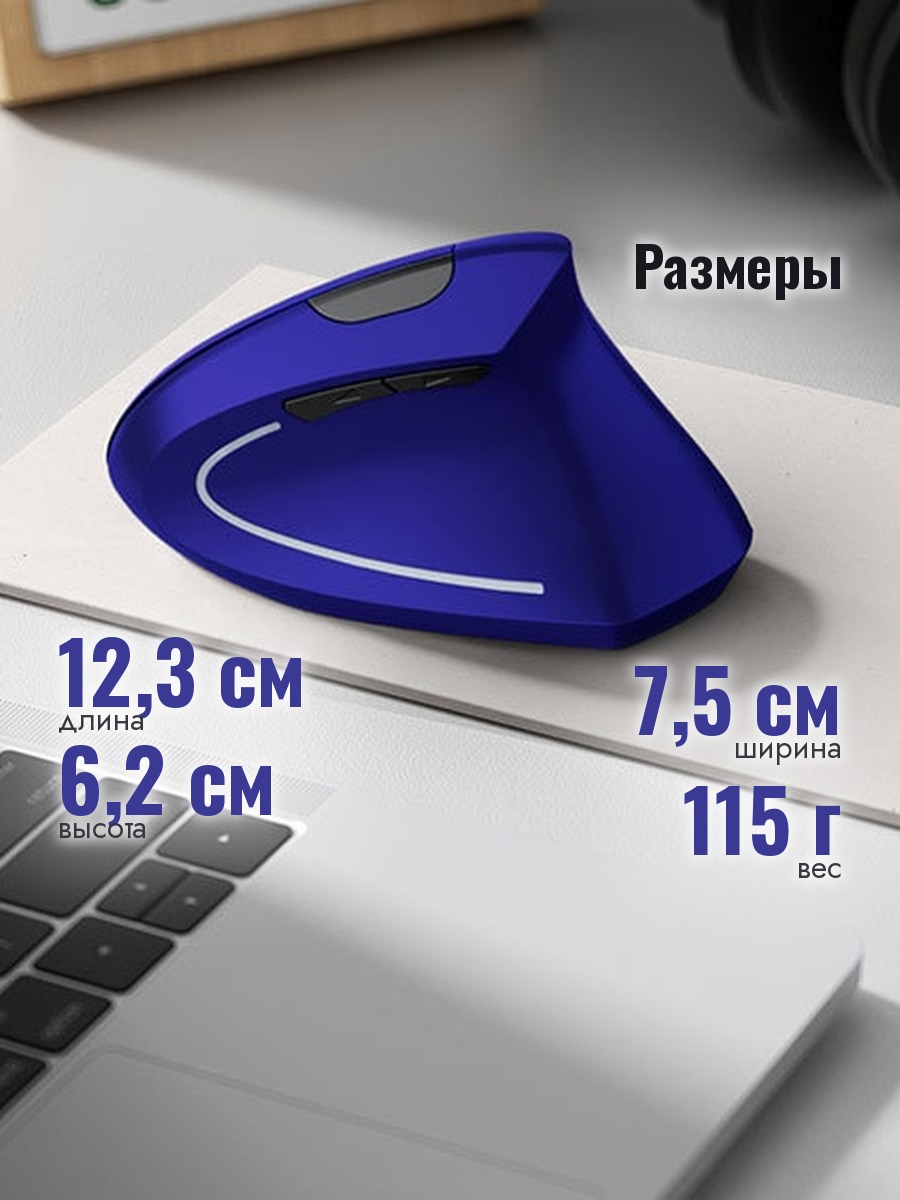 Размеры
12,3 см
длина
6,2 см
высота
7,5 см
ширина
115 г
вес